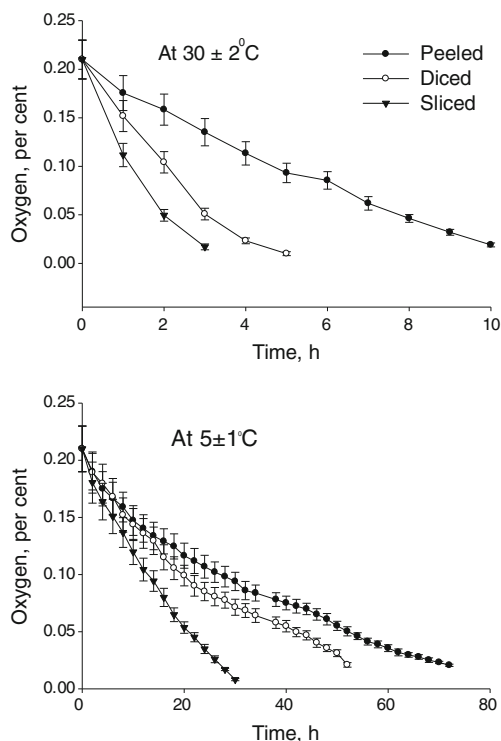 0.25
0.20
0.15
0.10
0.05
0.00
Oxygen, per cent
At 30 ± 2⁰C
Peeled
Diced
Sliced
0 2 4 6 8 10
Time, h
0.25
0.20
0.15
0.10
0.05
0.00
Oxygen, per cent
At 5±1°C
0 20 40 60 80
Time, h